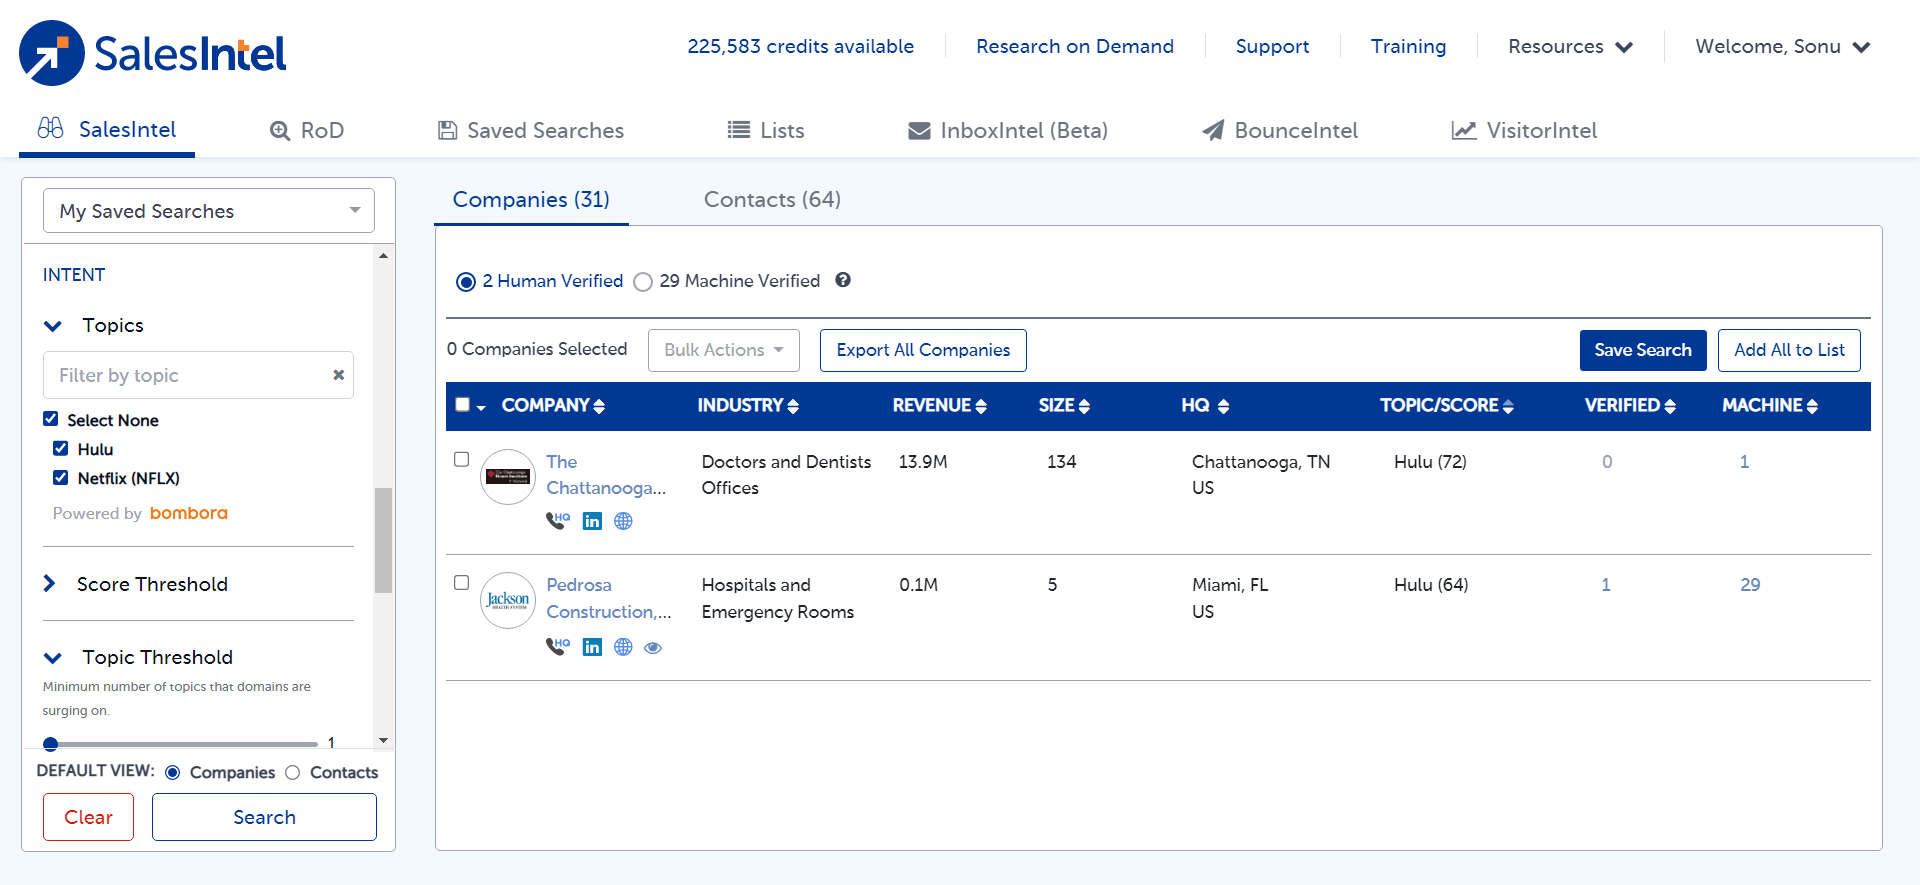 SalesIntel
225,583 credits available
Research on Demand
Support
Training
Resources
Welcome, Sonu
SalesIntel
RoD
Saved Searches
Lists
InboxIntel (Beta)
BounceIntel
VisitorIntel
My Saved Searches
INTENT
Topics
Filter by topic
Select None
Hulu
Netflix (NFLX)
Powered by bombora
Score Threshold
Topic Threshold
Minimum number of topics that domains are
surging on.
1
DEFAULT VIEW: Companies Contacts
Clear
Search
Companies (31)
Contacts (64)
2 Human Verified
29 Machine Verified
0 Companies Selected
Bulk Actions
Export All Companies
Save Search
Add All to List
COMPANY INDUSTRY REVENUE SIZE HQ TOPIC/SCORE VERIFIED MACHINE
The Doctors and Dentists 13.9M 134 Chattanooga, TN Hulu (72) 0 1
Chattanooga... Offices US
HQ
Jackson
HEALTH SYSTEM
Pedrosa Hospitals and 0.1M 5 Miami, FL Hulu (64) 1 29
Construction,... Emergency Rooms US
HQ